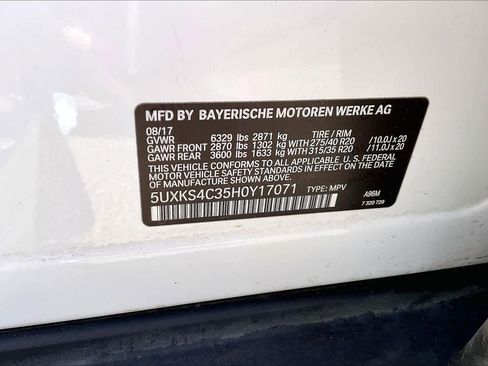 MFD BY BAYERISCHE MOTOREN WERKE AG
08/17
GVWR 6329 lbs 2871 kg TIRE / RIM
GAWR FRONT 2870 lbs 1302 kg WITH 275/40 R20 /10.0J x 20
GAWR REAR 3600 lbs 1633 kg WITH 315/35 R20 /11.0J x 20
THIS VEHICLE CONFORMS TO ALL APPLICABLE U.S. FEDERAL
MOTOR VEHICLE SAFETY STANDARDS IN EFFECT ON THE
DATE OF MANUFACTURE SHOWN ABOVE.
5UXKS4C35H0Y17071 TYPE: MPV A96M
7 320 729